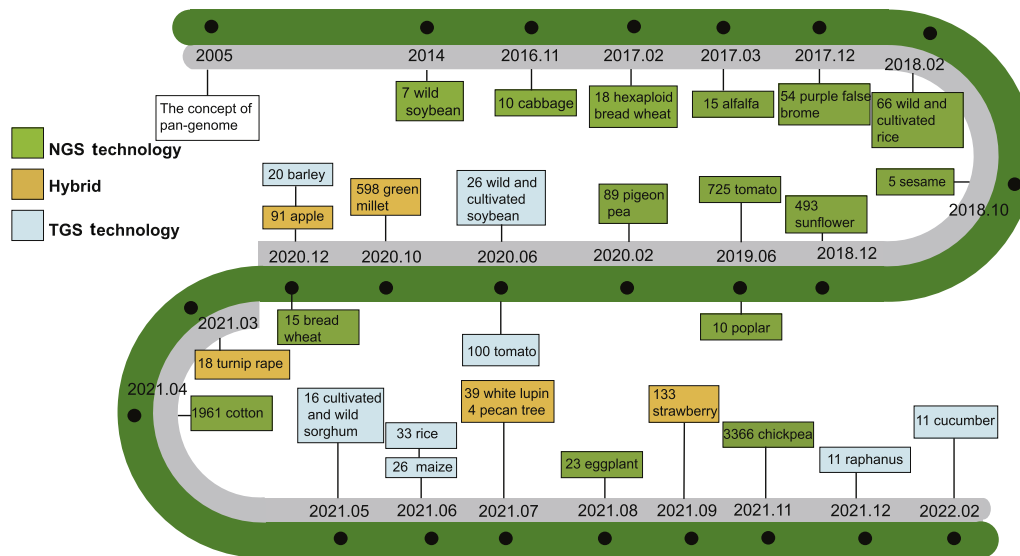 2005
2014
2016.11
2017.02
2017.03
2017.12
2018.02
The concept of
pan-genome
7 wild
soybean
10 cabbage
18 hexaploid
bread wheat
15 alfalfa
54 purple false
brome
66 wild and
cultivated
rice
NGS technology
Hybrid
TGS technology
5 sesame
2018.10
20 barley
91 apple
598 green
millet
26 wild and
cultivated
soybean
89 pigeon
pea
725 tomato
493
sunflower
2020.12
2020.10
2020.06
2020.02
2019.06
2018.12
15 bread
wheat
100 tomato
10 poplar
2021.03
18 turnip rape
2021.04
1961 cotton
16 cultivated
and wild
sorghum
33 rice
26 maize
39 white lupin
4 pecan tree
23 eggplant
133
strawberry
3366 chickpea
11 raphanus
11 cucumber
2021.05
2021.06
2021.07
2021.08
2021.09
2021.11
2021.12
2022.02